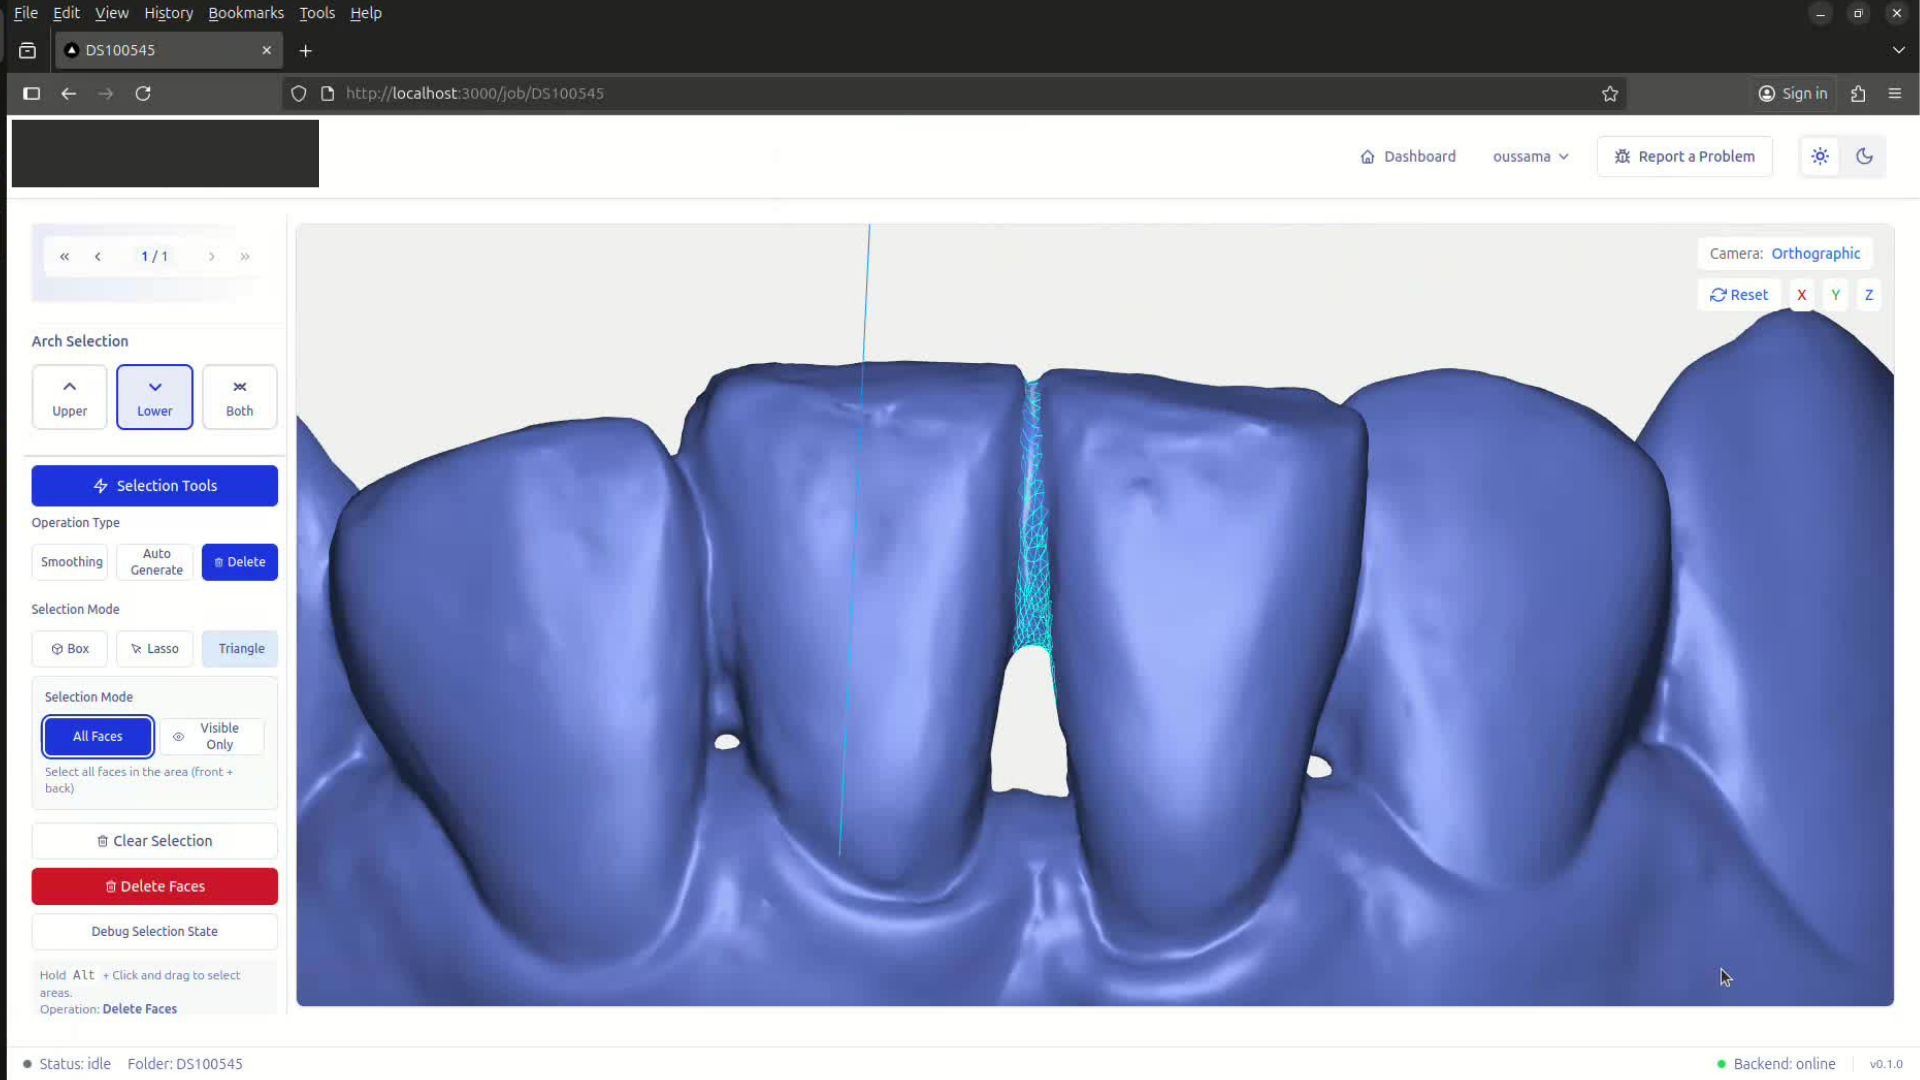 File Edit View History Bookmarks Tools Help
DS100545
http://localhost:3000/job/DS100545
Sign in
Dashboard
oussama
Report a Problem
1 / 1
Camera: Orthographic
Reset X Y Z
Arch Selection
Upper
Lower
Both
Selection Tools
Operation Type
Smoothing
Auto
Generate
Delete
Selection Mode
Box
Lasso
Triangle
Selection Mode
All Faces
Visible
Only
Select all faces in the area (front +
back)
Clear Selection
Delete Faces
Debug Selection State
Hold Alt + Click and drag to select
areas.
Operation: Delete Faces
Status: idle Folder: DS100545
Backend: online v0.1.0